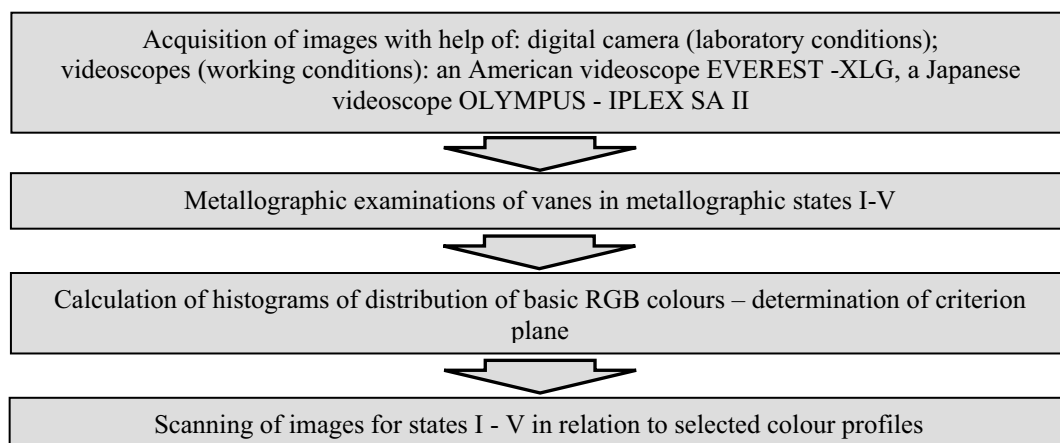 Acquisition of images with help of: digital camera (laboratory conditions);
videoscopes (working conditions): an American videoscope EVEREST -XLG, a Japanese
videoscope OLYMPUS - IPLEX SA II
Metallographic examinations of vanes in metallographic states I-V
Calculation of histograms of distribution of basic RGB colours – determination of criterion
plane
Scanning of images for states I - V in relation to selected colour profiles